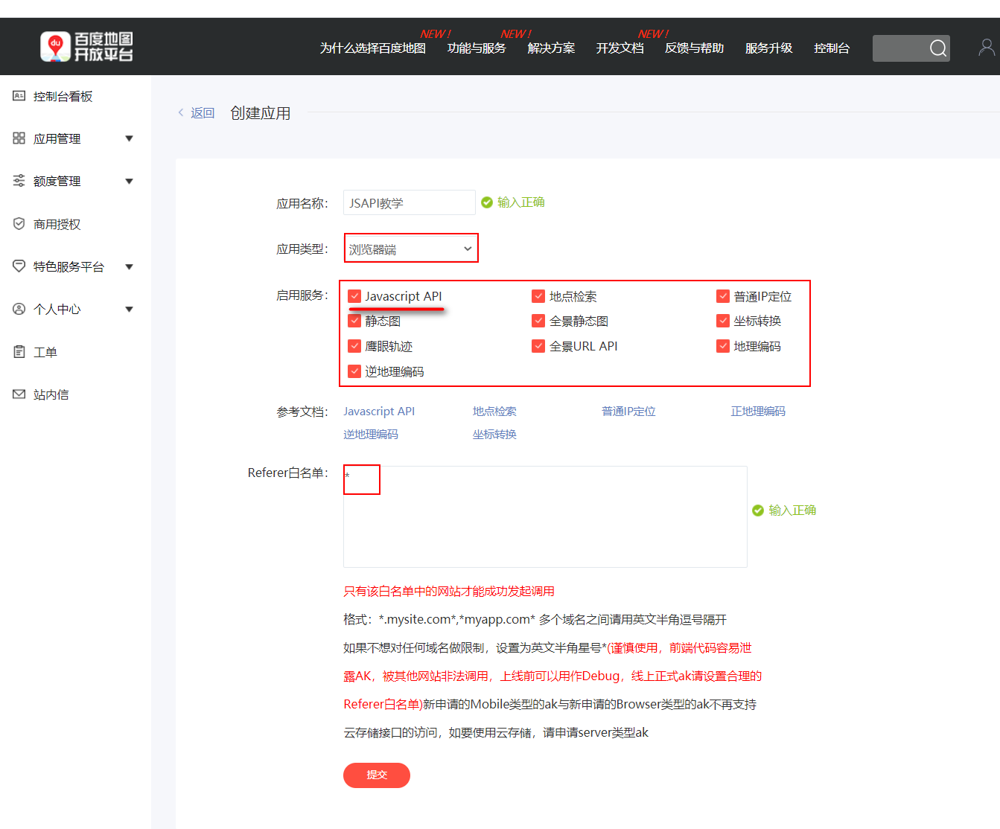 百度地图
开放平台
NEW !
NEW !
NEW !
为什么选择百度地图 功能与服务 解决方案 开发文档 反馈与帮助 服务升级 控制台
du
控制台看板
应用管理
额度管理
商用授权
特色服务平台
个人中心
工单
站内信
返回 创建应用
应用名称： JSAPI教学 输入正确
应用类型： 浏览器端
启用服务： Javascript API 地点检索 普通IP定位
静态图 全景静态图 坐标转换
鹰眼轨迹 全景URL API 地理编码
逆地理编码
参考文档： Javascript API 地点检索 普通IP定位 正地理编码
逆地理编码 坐标转换
Referer白名单： *
输入正确
只有该白名单中的网站才能成功发起调用
格式：*.mysite.com*,*myapp.com* 多个域名之间请用英文半角逗号隔开
如果不想对任何域名做限制，设置为英文半角星号*(谨慎使用，前端代码容易泄
露AK，被其他网站非法调用，上线前可以用作Debug，线上正式ak请设置合理的
Referer白名单)新申请的Mobile类型的ak与新申请的Browser类型的ak不再支持
云存储接口的访问，如要使用云存储，请申请server类型ak
提交